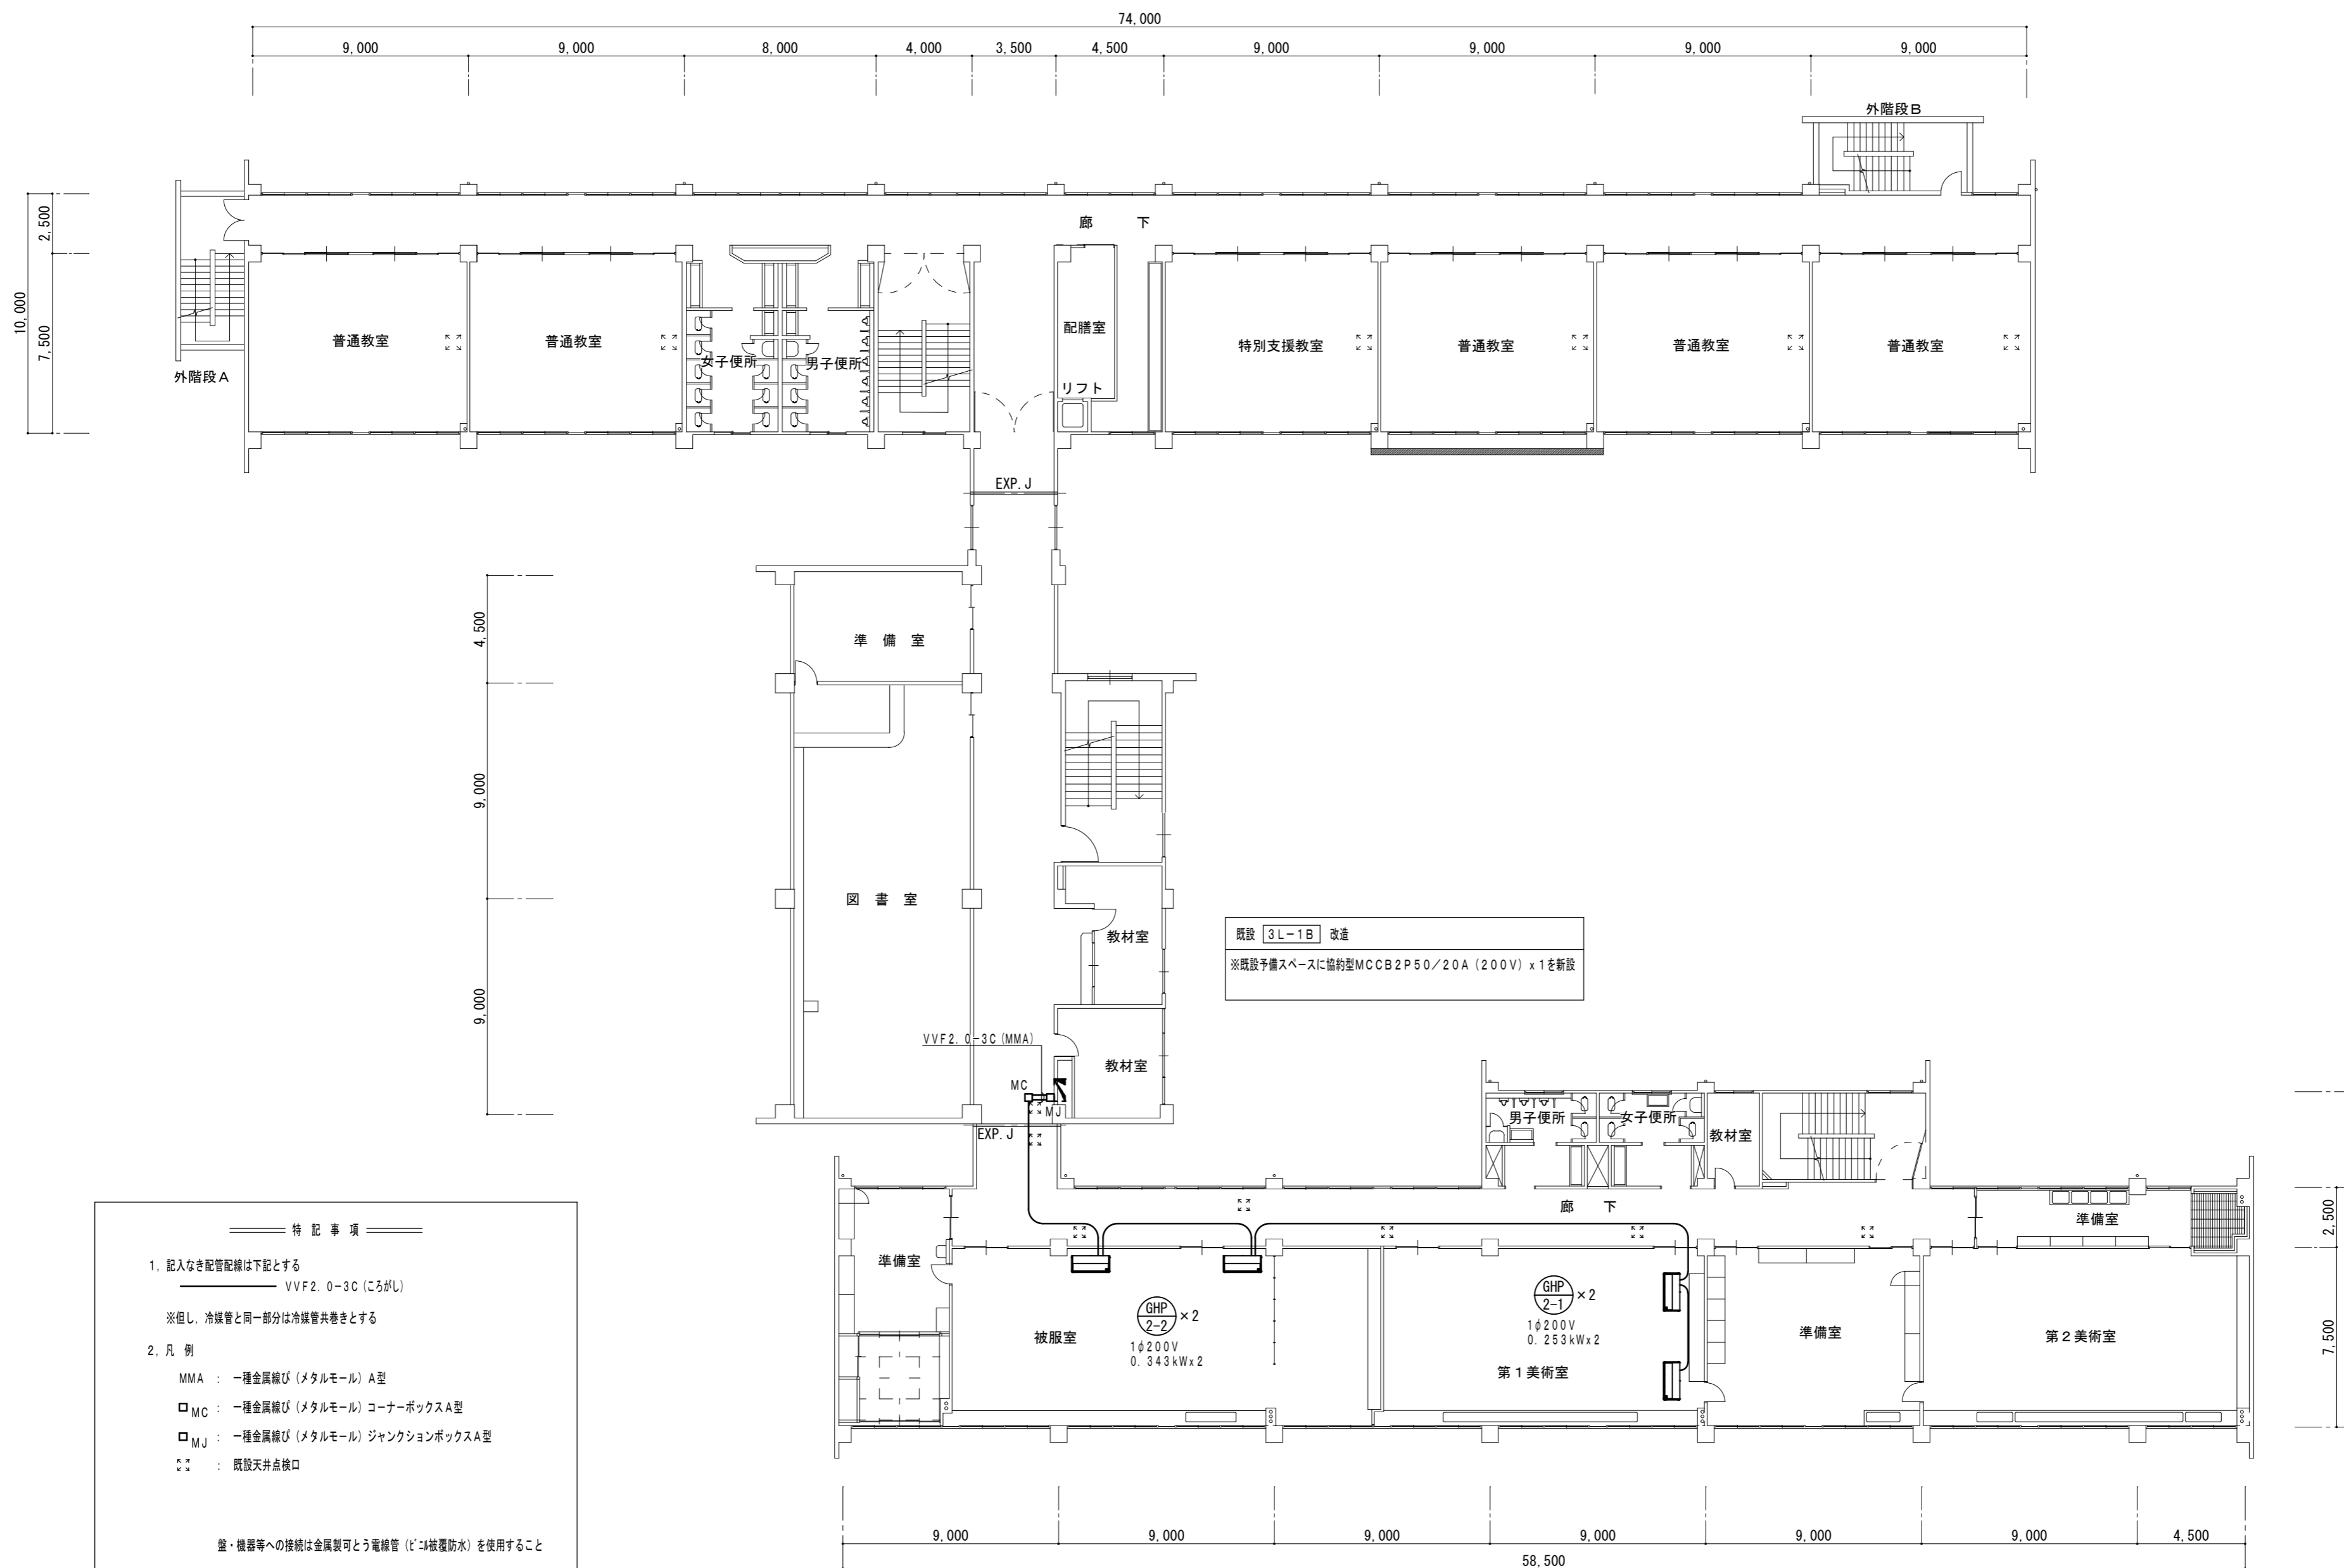 74,000
9,000
9,000
8,000
4,000
3,500
4,500
9,000
9,000
9,000
9,000
外階段B
10,000
2,500
7,500
廊 下
普通教室
普通教室
女子便所
男子便所
配膳室
リフト
特別支援教室
普通教室
普通教室
普通教室
外階段A
EXP.J
4,500
9,000
9,000
準 備 室
図 書 室
教材室
教材室
既設 3L-1B 改造
※既設予備スペースに協約型MCCB2P50/20A(200V)x1を新設
VVF2.0-3C(MMA)
MC
MJ
EXP.J
男子便所
女子便所
教材室
廊 下
準備室
準備室
被服室
GHP
2-2
×2
1φ200V
0.343kWx2
GHP
2-1
×2
1φ200V
0.253kWx2
第1美術室
準備室
第2美術室
2,500
7,500
9,000
9,000
9,000
9,000
9,000
9,000
4,500
58,500
特 記 事 項
1, 記入なき配管配線は下記とする
VVF2.0-3C(ころがし)
※但し, 冷媒管と同一部分は冷媒管共巻きとする
2, 凡 例
MMA : 一種金属線ぴ(メタルモール)A型
MC : 一種金属線ぴ(メタルモール)コーナーボックスA型
MJ : 一種金属線ぴ(メタルモール)ジャンクションボックスA型
: 既設天井点検口
盤・機器等への接続は金属製可とう電線管(ビニル被覆防水)を使用すること